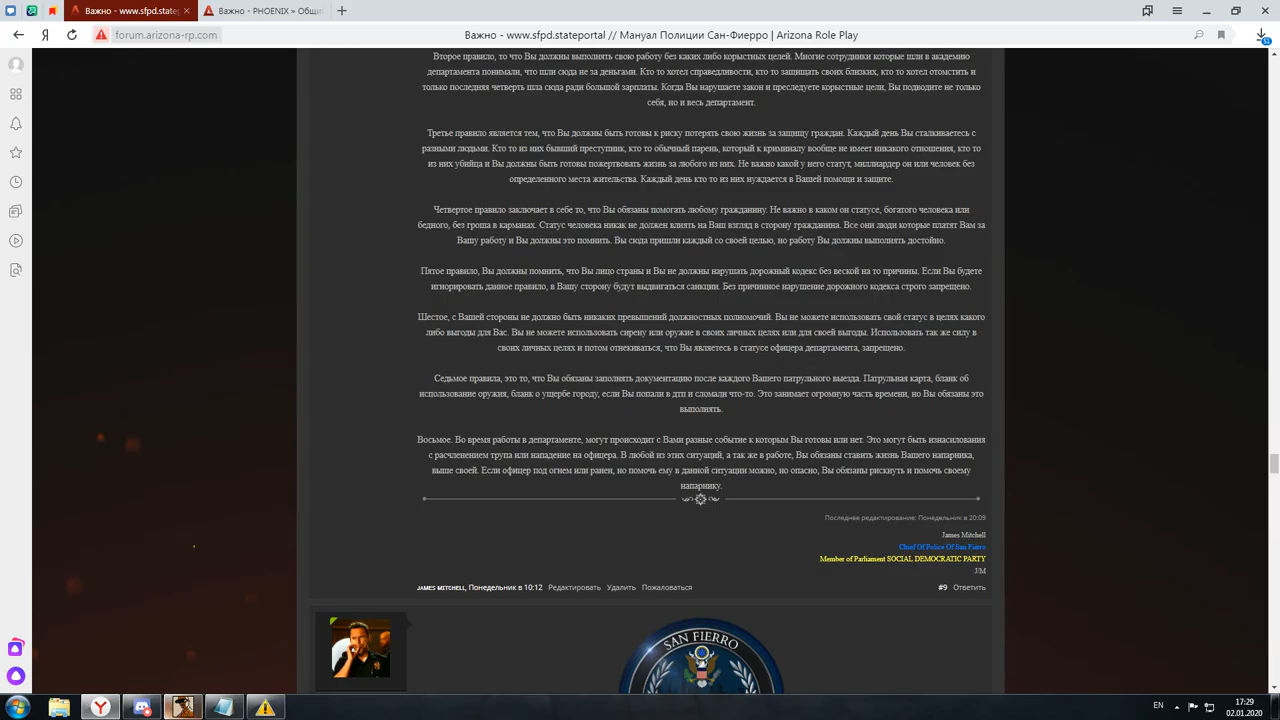 Важно - www.sfpd.statep
Важно - PHOENIX » Общи
forum.arizona-rp.com
Важно - www.sfpd.stateportal // Мануал Полиции Сан-Фиерро | Arizona Role Play
Второе правило, то что Вы должны выполнять свою работу без каких либо корыстных целей. Многие сотрудники которые шли в академию
департамента понимали, что шли сюда не за деньгами. Кто то хотел справедливости, кто то защищать своих близких, кто то хотел отомстить и
только последняя четверть шла сюда ради большой зарплаты. Когда Вы нарушаете закон и преследуете корыстные цели, Вы подводите не только
себя, но и весь департамент.
Третье правило является тем, что Вы должны быть готовы к риску потерять свою жизнь за защищу граждан. Каждый день Вы сталкиваетесь с
разными людьми. Кто то из них бывший преступник, кто то обычный парень, который к криминалу вообще не имеет никакого отношения, кто то
из них убийца и Вы должны быть готовы пожертвовать жизнь за любого из них. Не важно какой у него статут, миллиардер он или человек без
определенного места жительства. Каждый день кто то из них нуждается в Вашей помощи и защите.
Четвертое правило заключает в себе то, что Вы обязаны помогать любому гражданину. Не важно в каком он статусе, богатого человека или
бедного, без гроша в карманах. Статус человека никак не должен влиять на Ваш взгляд в сторону гражданина. Все они люди которые платят Вам за
Вашу работу и Вы должны это помнить. Вы сюда пришли каждый со своей целью, но работу Вы должны выполнять достойно.
Пятое правило, Вы должны помнить, что Вы лицо страны и Вы не должны нарушать дорожный кодекс без веской на то причины. Если Вы будете
игнорировать данное правило, в Вашу сторону будут выдвигаться санкции. Без причинное нарушение дорожного кодекса строго запрещено.
Шестое, с Вашей стороны не должно быть никаких превышений должностных полномочий. Вы не можете использовать свой статус в целях какого
либо выгоды для Вас. Вы не можете использовать сирену или оружие в своих личных целях или для своей выгоды. Использовать так же силу в
своих личных целях и потом отнекиваться, что Вы являетесь в статусе офицера департамента, запрещено.
Седьмое правила, это то, что Вы обязаны заполнять документацию после каждого Вашего патрульного выезда. Патрульная карта, бланк об
использование оружия, бланк о ущербе городу, если Вы попали в дтп и сломали что-то. Это занимает огромную часть времени, но Вы обязаны это
выполнять.
Восьмое. Во время работы в департаменте, могут происходит с Вами разные событие к которым Вы готовы или нет. Это могут быть изнасилования
с расчленением трупа или нападение на офицера. В любой из этих ситуаций, а так же в работе, Вы обязаны ставить жизнь Вашего напарника,
выше своей. Если офицер под огнем или ранен, но помочь ему в данной ситуации можно, но опасно, Вы обязаны рискнуть и помочь своему
напарнику.
Последнее редактирование: Понедельник в 20:09
James Mitchell
Chief Of Police Of San Fierro
Member of Parliament SOCIAL DEMOCRATIC PARTY
J/M
JAMES MITCHELL, Понедельник в 10:12 Редактировать Удалить Пожаловаться #9 Ответить
SAN FIERRO
EN 17:29
02.01.2020